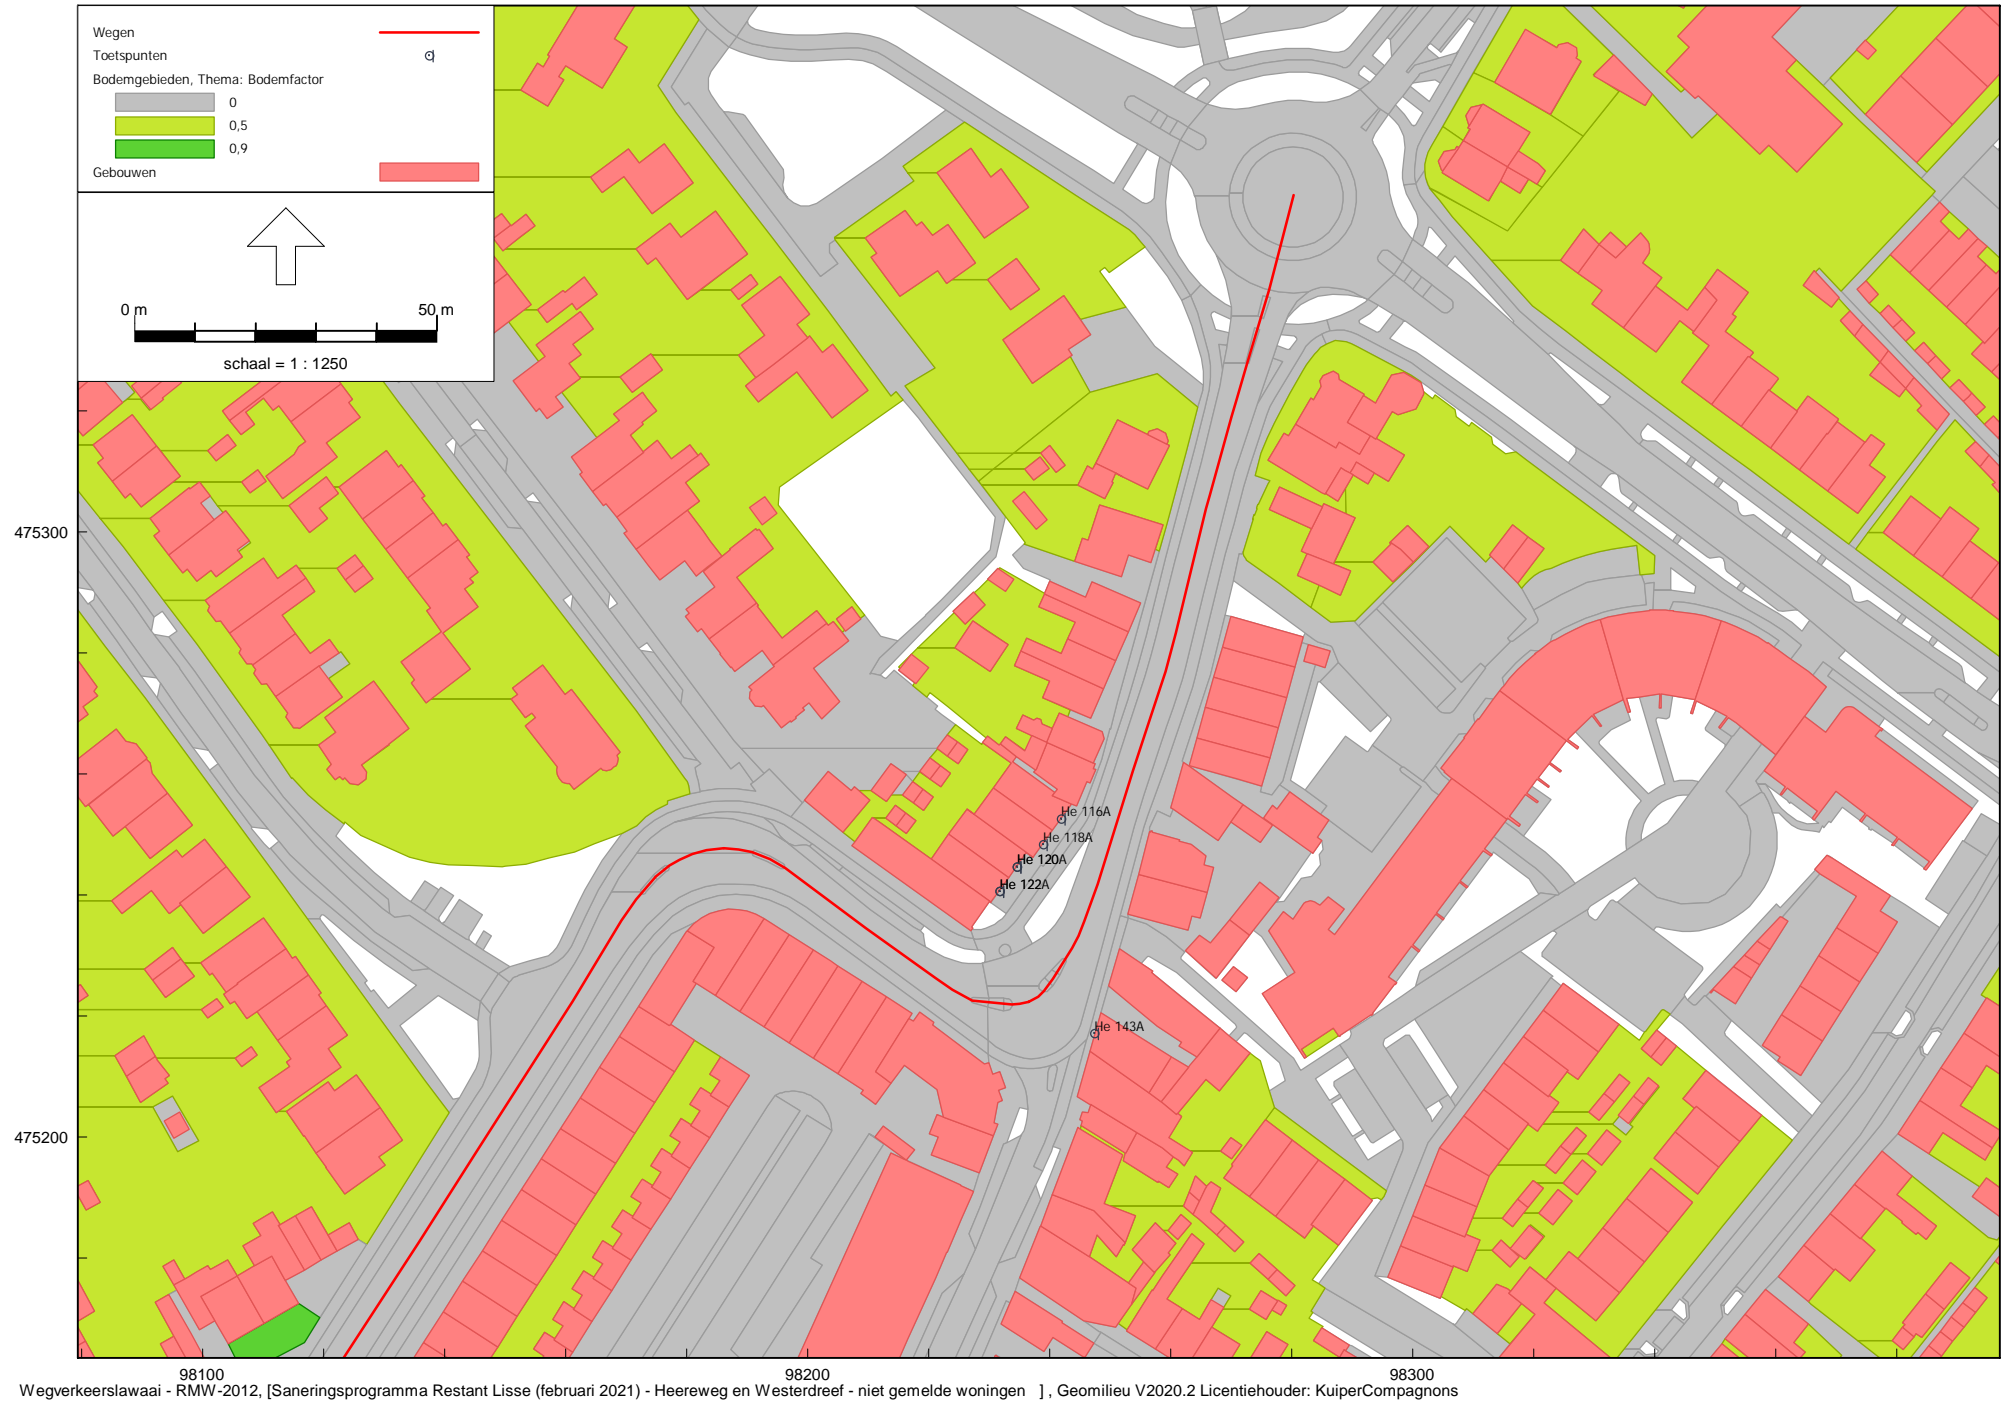 Wegen
Toetspunten
Bodemgebieden, Thema: Bodemfactor
0
0,5
0,9
Gebouwen
0 m 50 m
schaal = 1 : 1250
475300
He 116A
He 118A
He 120A
He 122A
He 143A
475200
98100 98200 98300
Wegverkeerslawaai - RMW-2012, [Saneringsprogramma Restant Lisse (februari 2021) - Heereweg en Westerdreef - niet gemelde woningen ] , Geomilieu V2020.2 Licentiehouder: KuiperCompagnons